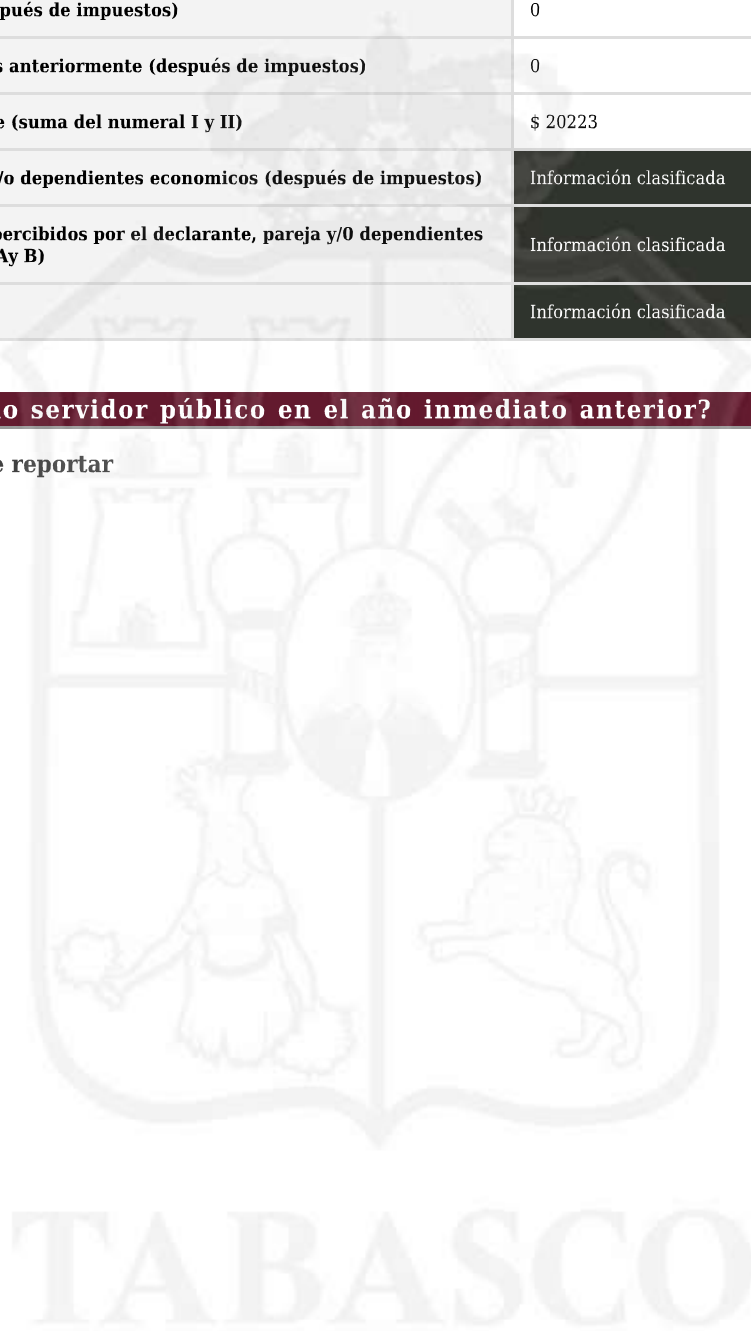 pués de impuestos) 0
s anteriormente (después de impuestos) 0
e (suma del numeral I y II) $ 20223
/o dependientes economicos (después de impuestos) Información clasificada
percibidos por el declarante, pareja y/0 dependientes
Ay B) Información clasificada
Información clasificada
o servidor público en el año inmediato anterior?
e reportar
TABASCO